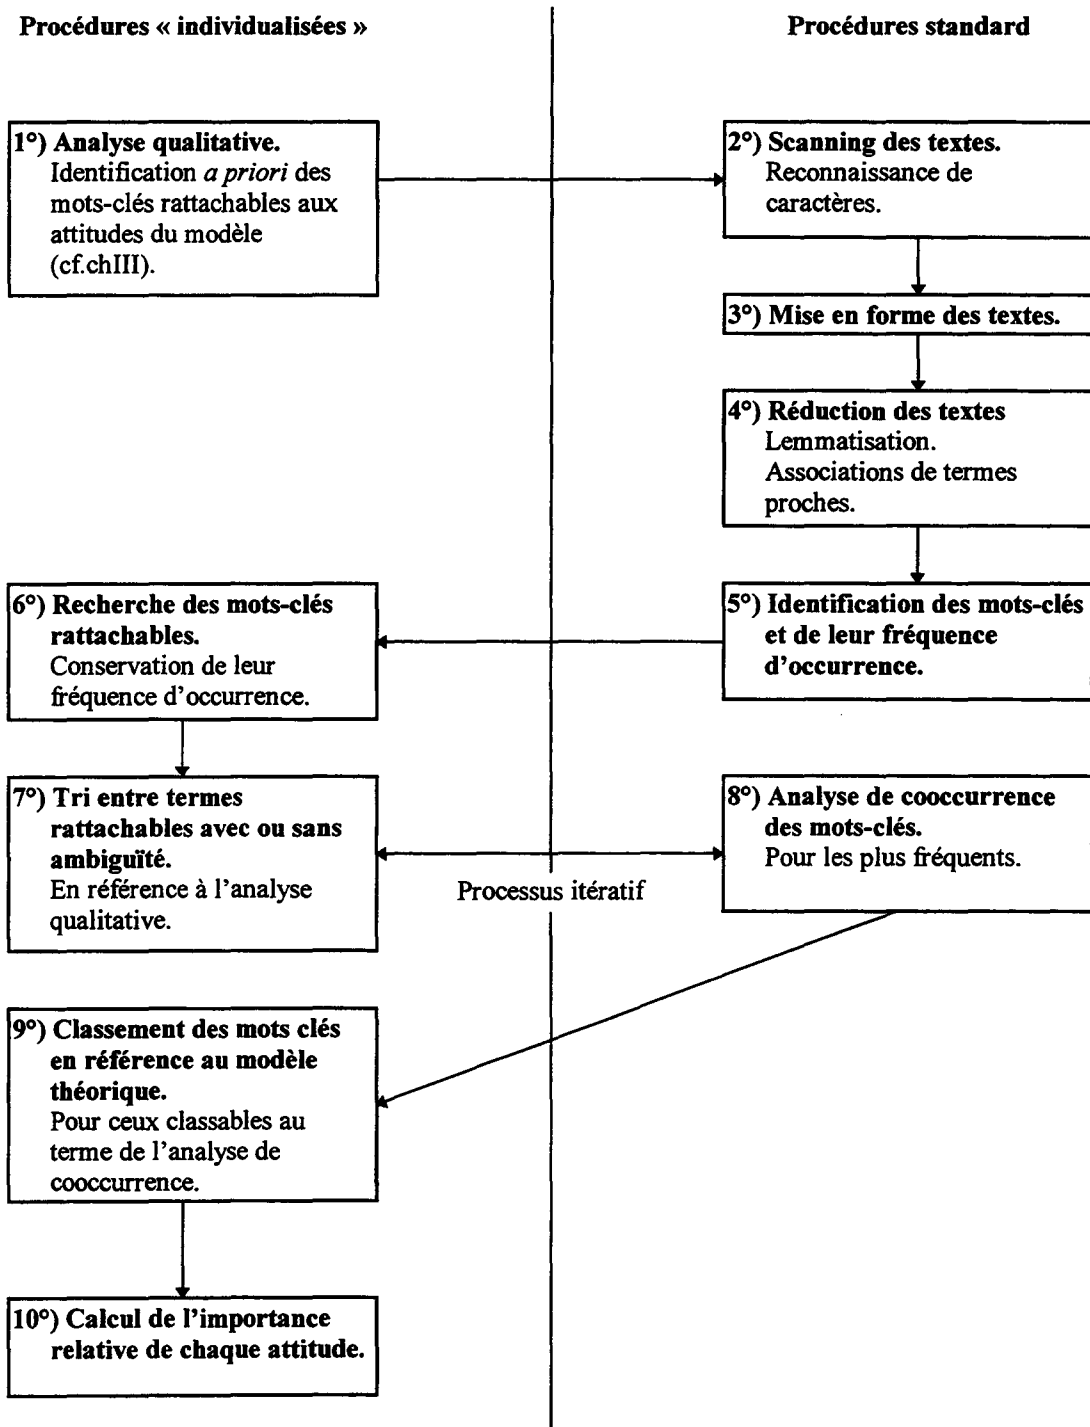 Procédures « individualisées »
Procédures standard
1°) Analyse qualitative.
Identification a priori des
mots-clés rattachables aux
attitudes du modèle
(cf.chIII).
2°) Scanning des textes.
Reconnaissance de
caractères.
3°) Mise en forme des textes.
4°) Réduction des textes
Lemmatisation.
Associations de termes
proches.
6°) Recherche des mots-clés
rattachables.
Conservation de leur
fréquence d'occurrence.
5°) Identification des mots-clés
et de leur fréquence
d'occurrence.
7°) Tri entre termes
rattachables avec ou sans
ambiguïté.
En référence à l'analyse
qualitative.
Processus itératif
8°) Analyse de cooccurrence
des mots-clés.
Pour les plus fréquents.
9°) Classement des mots clés
en référence au modèle
théorique.
Pour ceux classables au
terme de l'analyse de
cooccurrence.
10°) Calcul de l'importance
relative de chaque attitude.